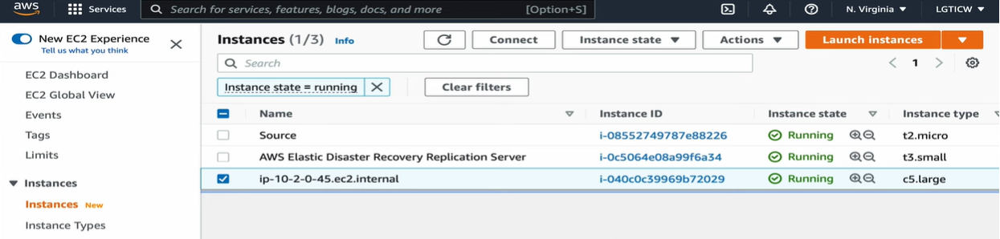 aws Services Search for services, features, blogs, docs, and more [Option+S] N. Virginia LGTICW
New EC2 Experience
Tell us what you think
EC2 Dashboard
EC2 Global View
Events
Tags
Limits
Instances
Instances New
Instance Types
Instances (1/3) Info Connect Instance state Actions Launch instances
Search 1
Instance state = running Clear filters
Name Instance ID Instance state Instance type
Source i-08552749787e88226 Running t2.micro
AWS Elastic Disaster Recovery Replication Server i-0c5064e08a99f6a34 Running t3.small
ip-10-2-0-45.ec2.internal i-040c0c39969b72029 Running c5.large